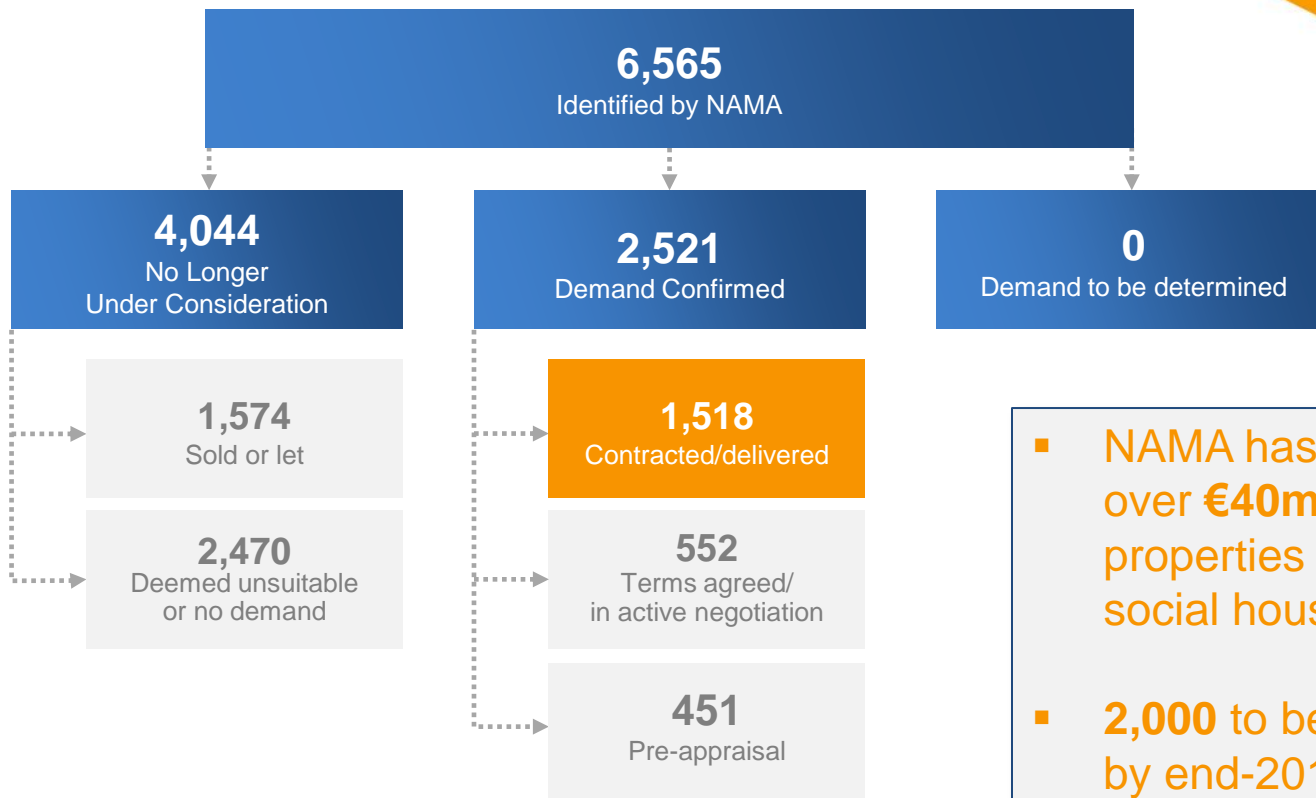 6,565
Identified by NAMA
4,044
No Longer
Under Consideration
2,521
Demand Confirmed
0
Demand to be determined
1,574
Sold or let
2,470
Deemed unsuitable
or no demand
1,518
Contracted/delivered
552
Terms agreed/
in active negotiation
451
Pre-appraisal
NAMA has
over €40m
properties
social
2,000 to
by